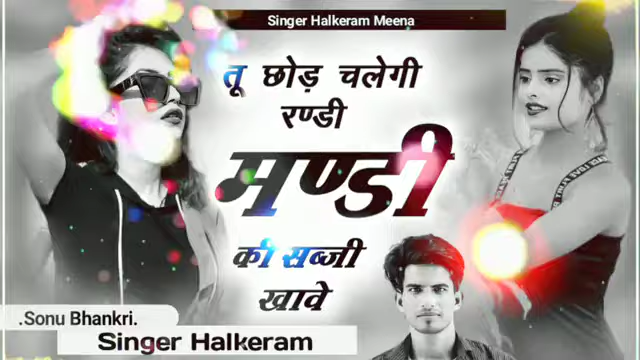 Singer Halkeram Meena
तू छोड़ चलेगी
रण्डी
मण्डी
की सब्जी
खावे
.Sonu Bhankri.
Singer Halkeram